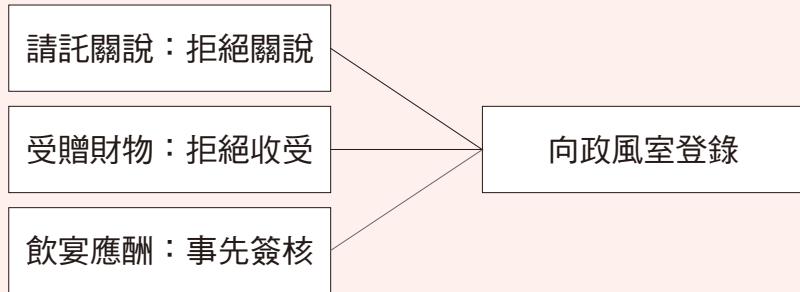 請託關說：拒絕關說
受贈財物：拒絕收受
向政風室登錄
飲宴應酬：事先簽核